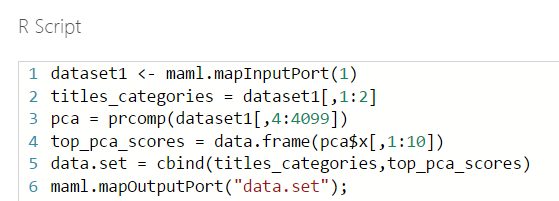 R Script
1 dataset1 <- maml.mapInputPort(1)
2 titles_categories = dataset1[,1:2]
3 pca = prcomp(dataset1[,4:4099])
4 top_pca_scores = data.frame(pca$x[,1:10])
5 data.set = cbind(titles_categories,top_pca_scores)
6 maml.mapOutputPort("data.set");